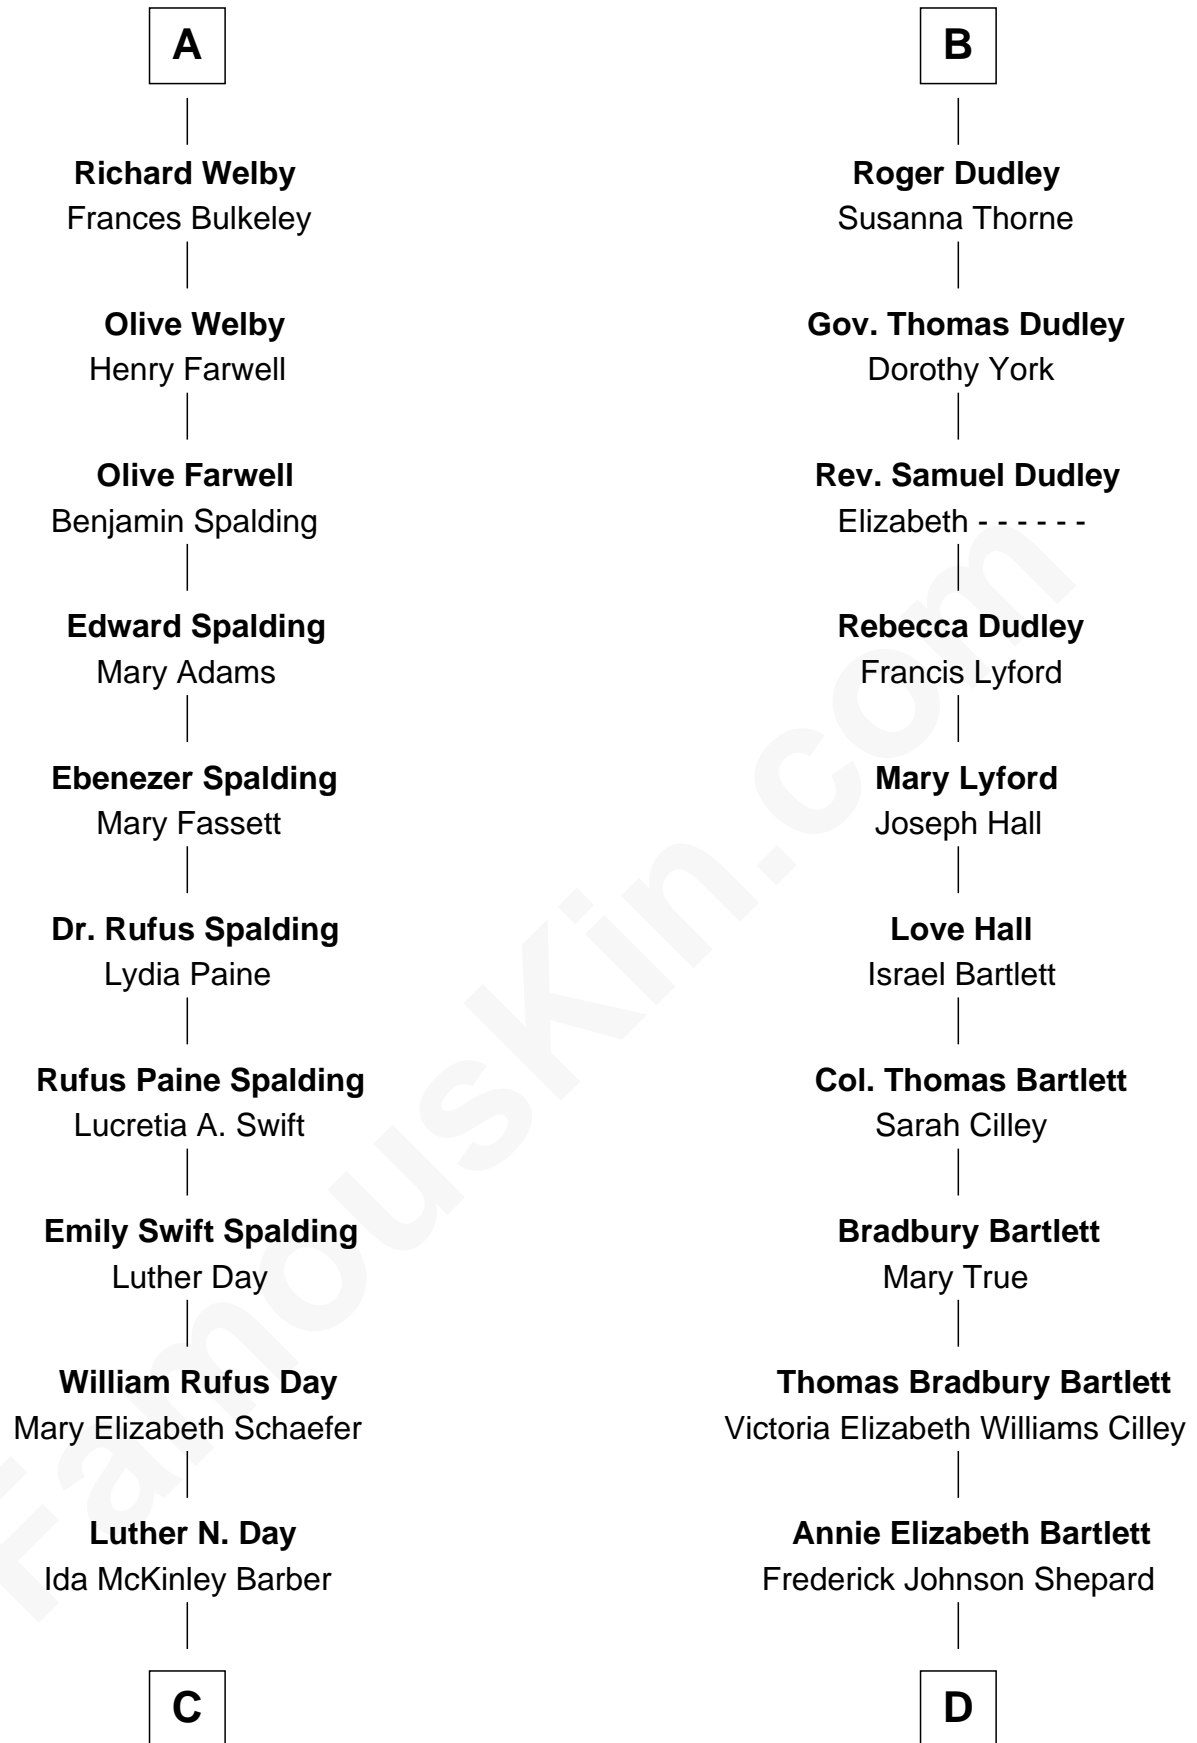 A
Richard Welby
Frances Bulkeley
Olive Welby
Henry Farwell
Olive Farwell
Benjamin Spalding
Edward Spalding
Mary Adams
Ebenezer Spalding
Mary Fassett
Dr. Rufus Spalding
Lydia Paine
Rufus Paine Spalding
Lucretia A. Swift
Emily Swift Spalding
Luther Day
William Rufus Day
Mary Elizabeth Schaefer
Luther N. Day
Ida McKinley Barber
C
B
Roger Dudley
Susanna Thorne
Gov. Thomas Dudley
Dorothy York
Rev. Samuel Dudley
Elizabeth - - - - - -
Rebecca Dudley
Francis Lyford
Mary Lyford
Joseph Hall
Love Hall
Israel Bartlett
Col. Thomas Bartlett
Sarah Cilley
Bradbury Bartlett
Mary True
Thomas Bradbury Bartlett
Victoria Elizabeth Williams Cilley
Annie Elizabeth Bartlett
Frederick Johnson Shepard
D
FamousKin.com